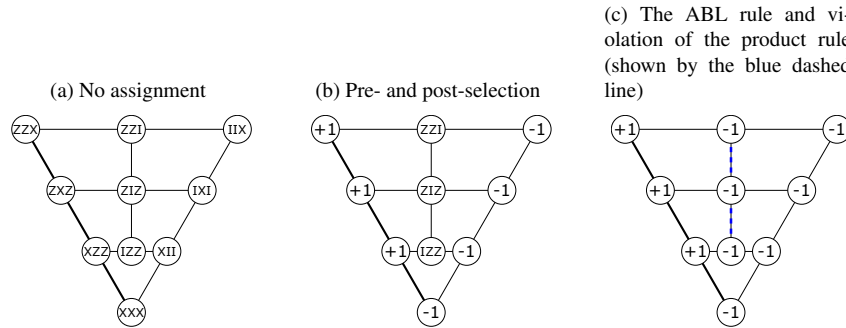 (c) The ABL rule and vi-
olation of the product rule
(shown by the blue dashed
line)
(a) No assignment
(b) Pre- and post-selection
ZZX ZZI IIX
ZXZ ZIZ IXI
XZZ IZZ XII
XXX
+1 ZZI -1
+1 ZIZ -1
+1 IZZ -1
-1
+1 -1 -1
+1 -1 -1
+1 -1 -1
-1